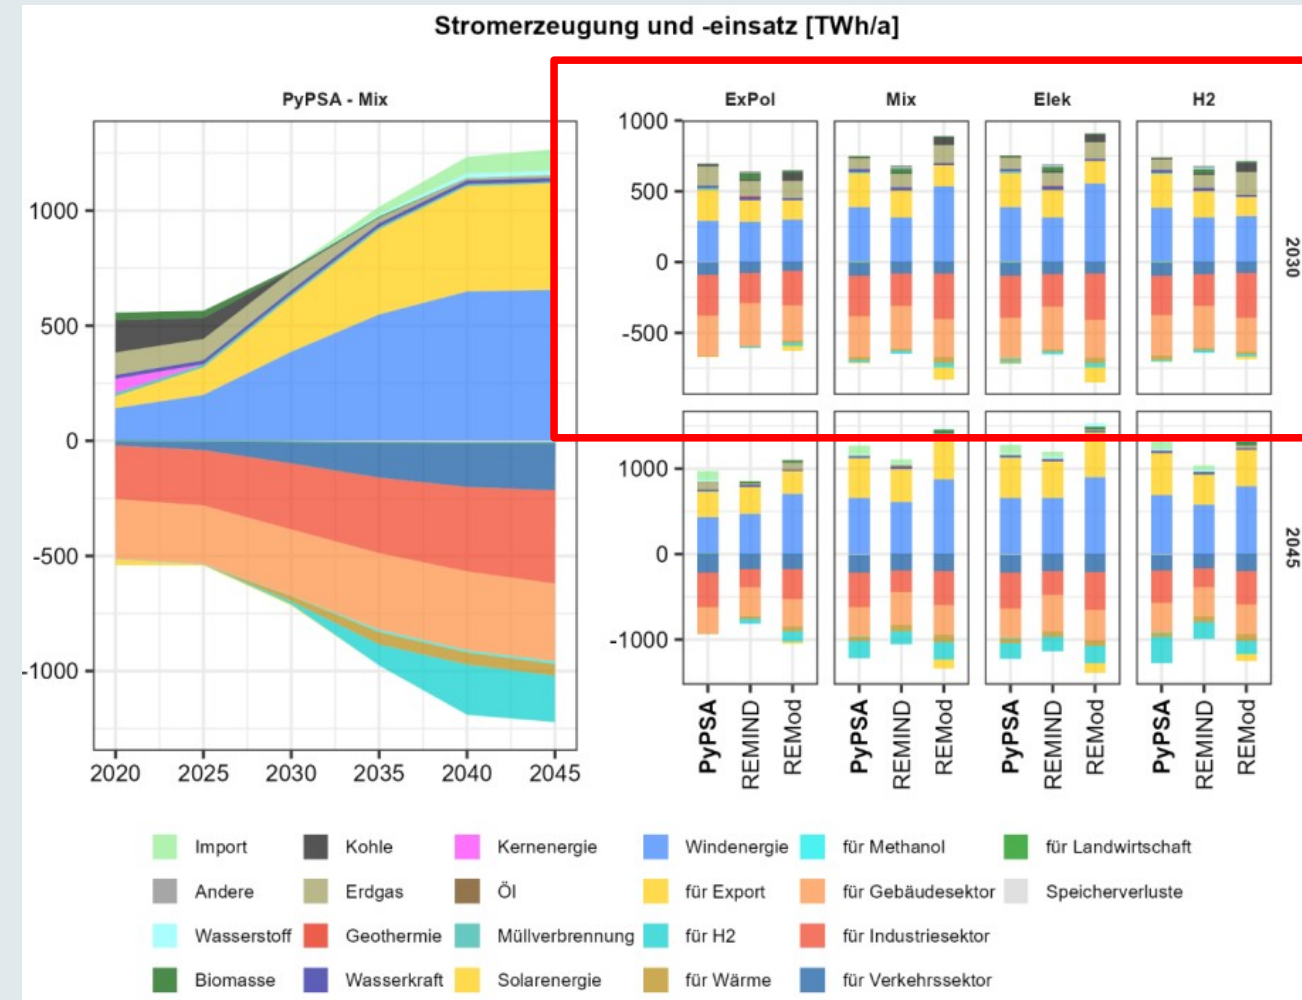 Stromerzeugung und -einsatz [TWh/a]
PyPSA - Mix
1000
500
0
-500
-1000
2020 2025 2030 2035 2040 2045
ExPol Mix Elek H2
1000
500
0
-500
2030
1000
0
-1000
2045
PyPSA REMIND REMod PyPSA REMIND REMod PyPSA REMIND REMod PyPSA REMIND REMod
Import Kohle Kernenergie Windenergie für Methanol für Landwirtschaft
Andere Erdgas Öl für Export für Gebäudesektor Speicherverluste
Wasserstoff Geothermie Müllverbrennung für H2 für Industriesektor
Biomasse Wasserkraft Solarenergie für Wärme für Verkehrssektor